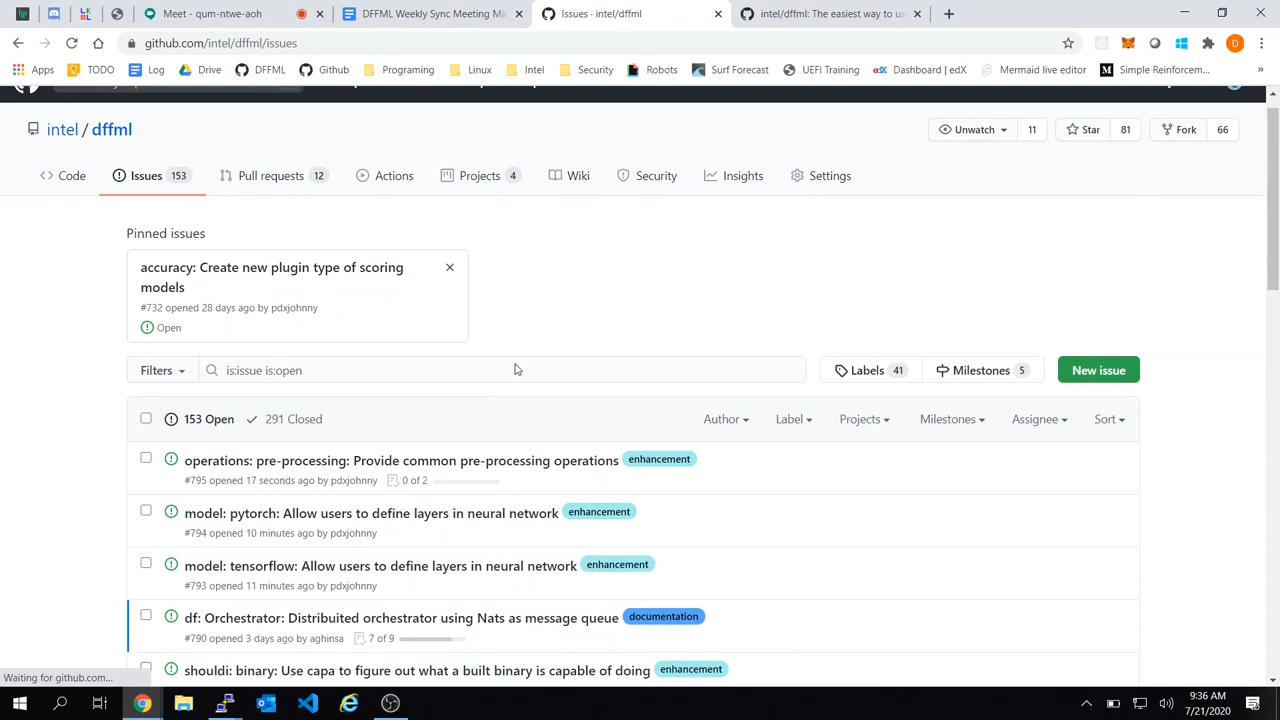 Meet - qum-ntwe-aoh
DFFML Weekly Sync Meeting Mi
Issues · intel/dffml
intel/dffml: The easiest way to us
github.com/intel/dffml/issues
D
Apps TODO Log Drive DFFML Github Programing Linux Intel Security Robots Surf Forecast UEFI Training edX Dashboard | edX Mermaid live editor M Simple Reinforcem... »
intel / dffml
Unwatch 11 Star 81 Fork 66
Code Issues 153 Pull requests 12 Actions Projects 4 Wiki Security Insights Settings
Pinned issues
accuracy: Create new plugin type of scoring
models
#732 opened 28 days ago by pdxjohnny
Open
Filters is:issue is:open Labels 41 Milestones 5 New issue
153 Open 291 Closed Author Label Projects Milestones Assignee Sort
operations: pre-processing: Provide common pre-processing operations enhancement
#795 opened 17 seconds ago by pdxjohnny 0 of 2
model: pytorch: Allow users to define layers in neural network enhancement
#794 opened 10 minutes ago by pdxjohnny
model: tensorflow: Allow users to define layers in neural network enhancement
#793 opened 11 minutes ago by pdxjohnny
df: Orchestrator: Distribuited orchestrator using Nats as message queue documentation
#790 opened 3 days ago by aghinsa 7 of 9
shouldi: binary: Use capa to figure out what a built binary is capable of doing enhancement
Waiting for github.com...
9:36 AM
7/21/2020